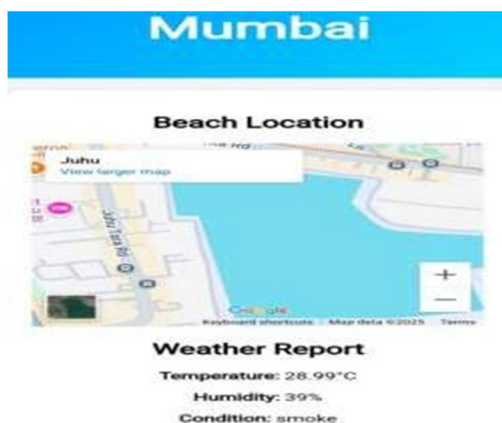 Mumbai
Beach Location
Juhu
View larger map
Rd
Juhu Tara Rd
Google
Keyboard shortcuts Map data ©2025 Terms
Weather Report
Temperature: 28.99°C
Humidity: 39%
Condition: smoke